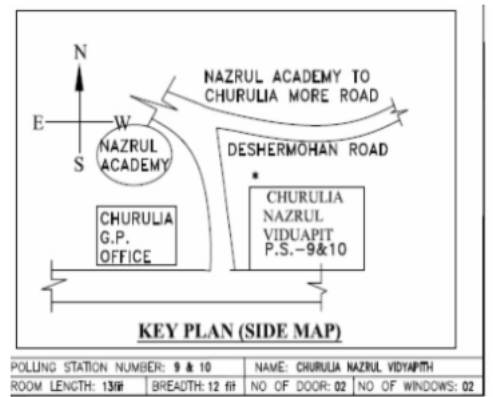 N
NAZRUL ACADEMY TO
CHURULIA MORE ROAD
E W
S
NAZRUL
ACADEMY
DESHERMOHAN ROAD
*
CHURULIA
G.P.
OFFICE
CHURULIA
NAZRUL
VIDUAPIT
P.S.-9&10
KEY PLAN (SIDE MAP)
POLLING STATION NUMBER: 9 & 10 NAME: CHURULIA NAZRUL VIDYAPITH
ROOM LENGTH: 13fit BREADTH: 12 fit NO OF DOOR: 02 NO OF WINDOWS: 02